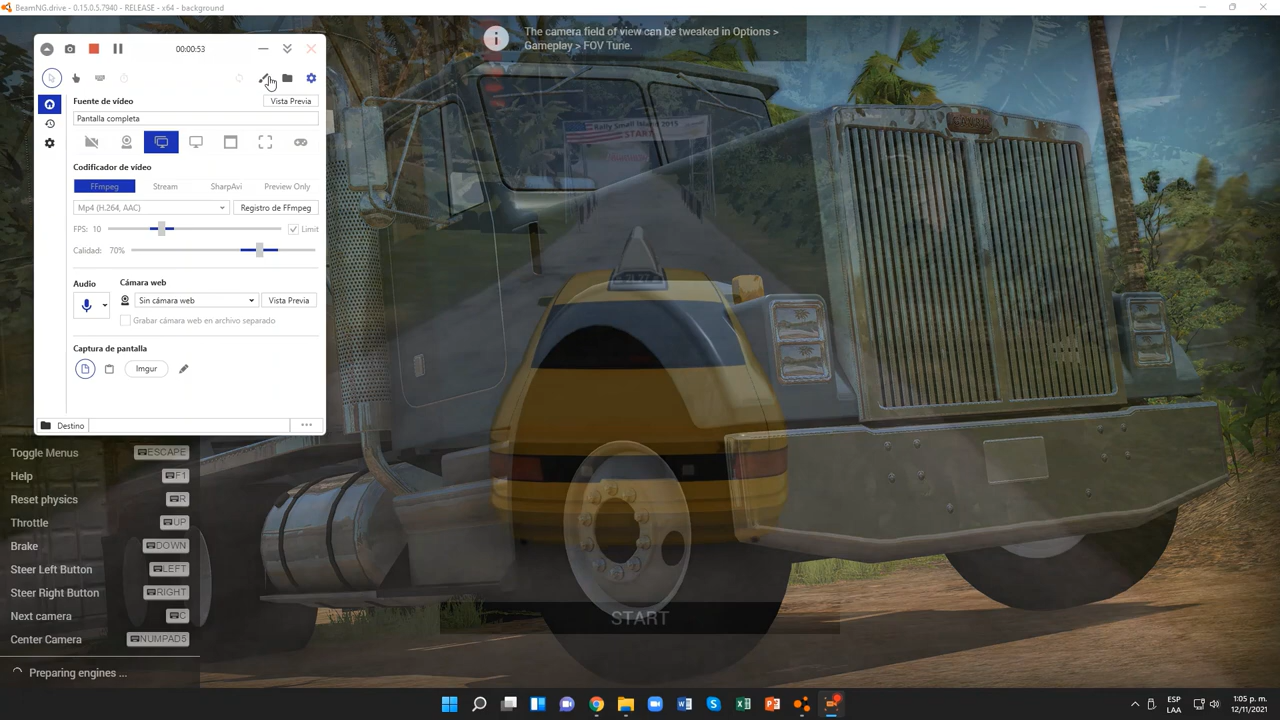 BeamNG.drive - 0.15.0.5.7940 - RELEASE - x64 - background
The camera field of view can be tweaked in Options >
Gameplay > FOV Tune.
00:00:53
Fuente de vídeo
Vista Previa
Pantalla completa
Codificador de vídeo
FFmpeg
Stream
SharpAvi
Preview Only
Mp4 (H.264, AAC)
Registro de FFmpeg
FPS: 10
Limit
Calidad: 70%
Audio
Cámara web
Sin cámara web
Vista Previa
Grabar cámara web en archivo separado
Captura de pantalla
Imgur
Destino
START
Toggle Menus ESCAPE
Help F1
Reset physics R
Throttle UP
Brake DOWN
Steer Left Button LEFT
Steer Right Button RIGHT
Next camera C
Center Camera NUMPAD5
START
Preparing engines ...
ESP
LAA
1:05 p. m.
12/11/2021